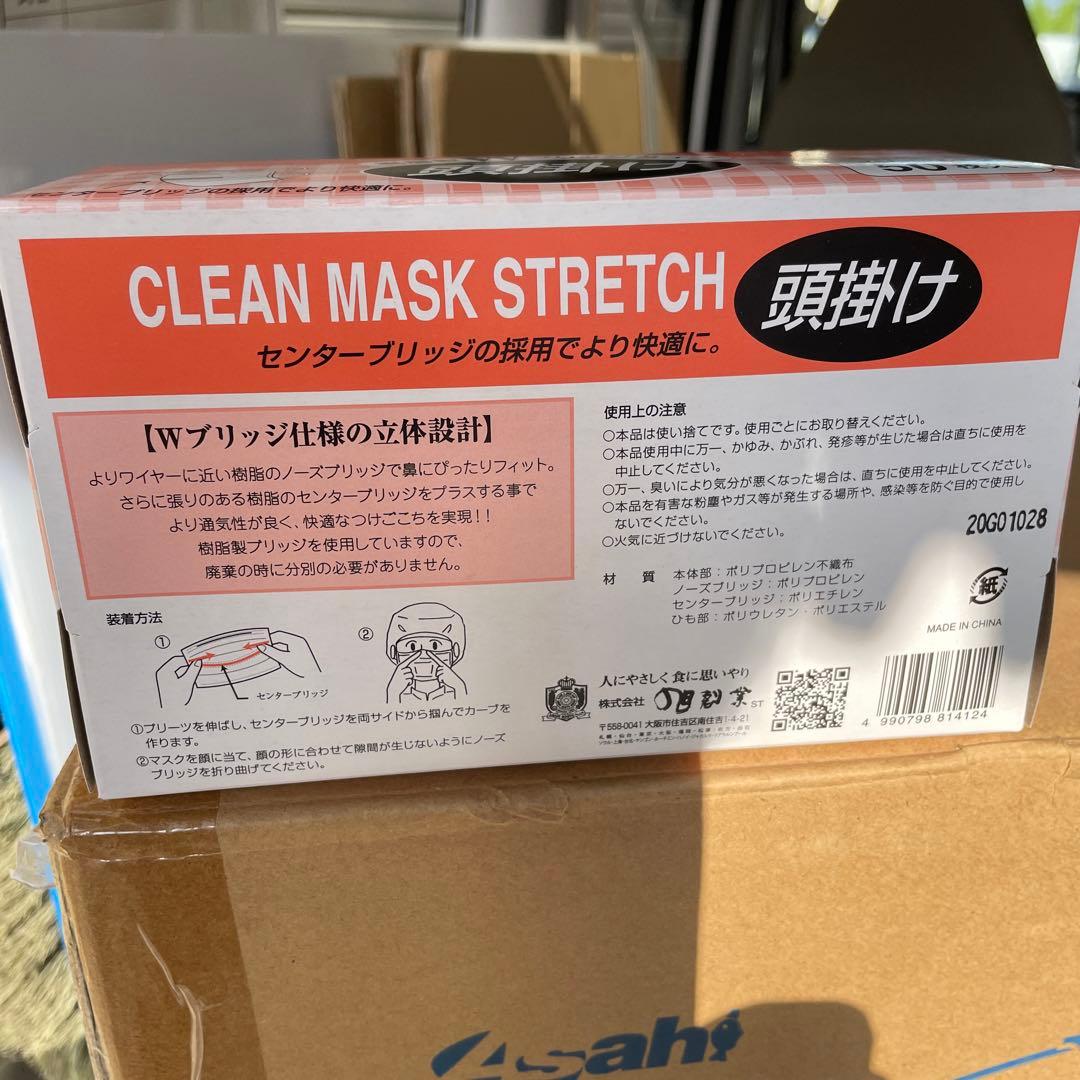 センターブリッジの採用でより快適に。
CLEAN MASK STRETCH
頭掛け
センターブリッジの採用でより快適に。
【Wブリッジ仕様の立体設計】
よりワイヤーに近い樹脂のノーズブリッジで鼻にぴったりフィット。
さらに張りのある樹脂のセンターブリッジをプラスする事で
より通気性が良く、快適なつけごこちを実現!!
樹脂製ブリッジを使用していますので、
廃棄の時に分別の必要がありません。
装着方法
①
②
センターブリッジ
①プリーツを伸ばし、センターブリッジを両サイドから掴んでカーブを
作ります。
②マスクを顔に当て、顔の形に合わせて隙間が生じないようにノーズ
ブリッジを折り曲げてください。
使用上の注意
○本品は使い捨てです。使用ごとにお取り替えください。
○本品使用中に万一、かゆみ、かぶれ、発疹等が生じた場合は直ちに使用を
中止してください。
○万一、臭いにより気分が悪くなった場合は、直ちに使用を中止してください。
○本品を有害な粉塵やガス等が発生する場所や、感染等を防ぐ目的で使用し
ないでください。
○火気に近づけないでください。
20G01028
材 質 本体部:ポリプロピレン不織布
ノーズブリッジ:ポリプロピレン
センターブリッジ:ポリエチレン
ひも部:ポリウレタン・ポリエステル
紙
MADE IN CHINA
人にやさしく 食に思いやり
株式会社 ST
〒558-0041 大阪市住吉区南住吉1-4-21
4 990798 814124
Asahi